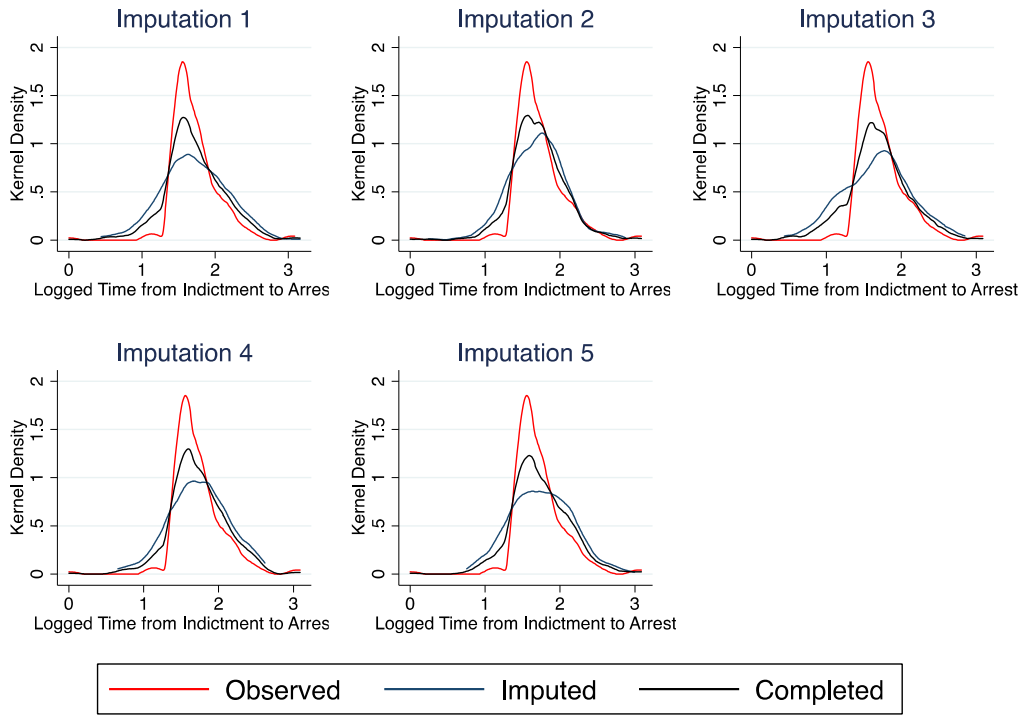 Imputation 1
Imputation 2
Imputation 3
Kernel Density
0 .5 1 1.5 2
0 1 2 3
Logged Time from Indictment to Arres
Kernel Density
0 .5 1 1.5 2
0 1 2 3
Logged Time from Indictment to Arres
Kernel Density
0 .5 1 1.5 2
0 1 2 3
Logged Time from Indictment to Arrest
Imputation 4
Imputation 5
Kernel Density
0 .5 1 1.5 2
0 1 2 3
Logged Time from Indictment to Arres
Kernel Density
0 .5 1 1.5 2
0 1 2 3
Logged Time from Indictment to Arrest
Observed Imputed Completed